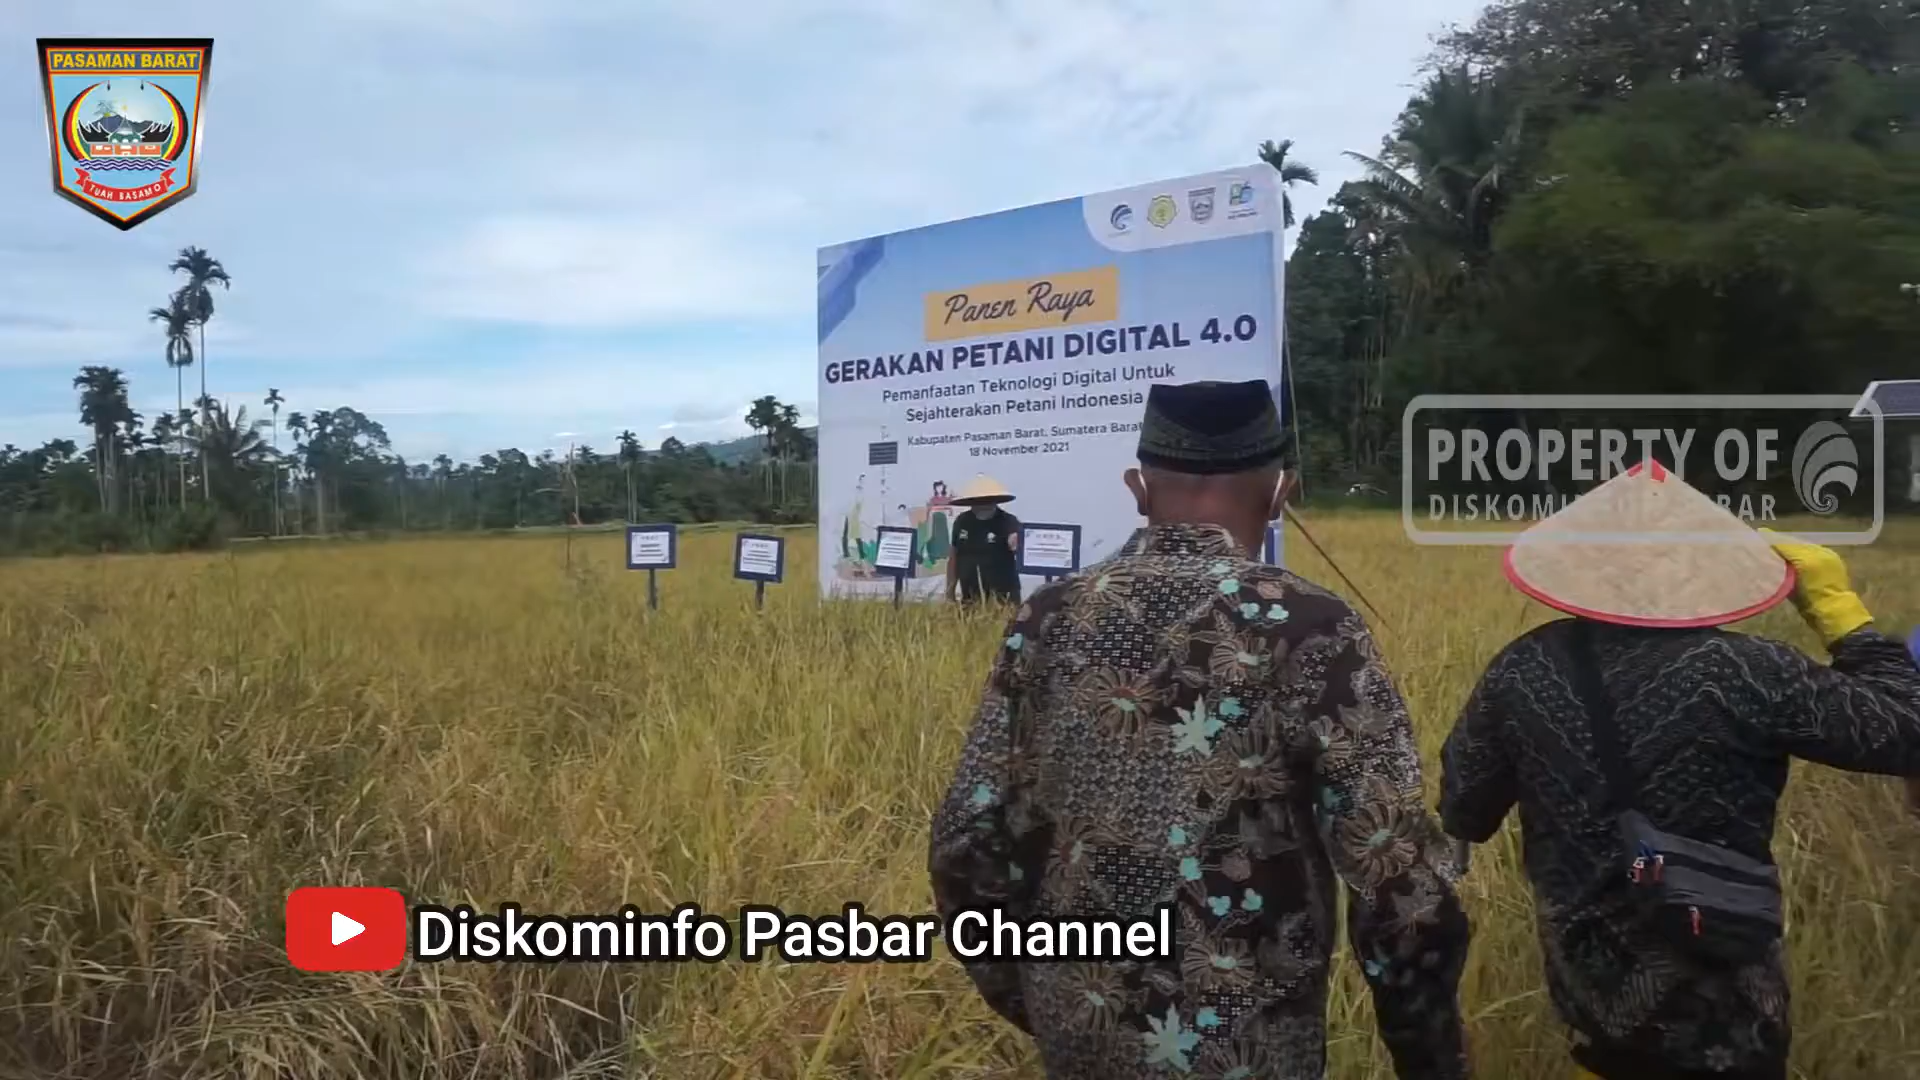 PASAMAN BARAT
TUAH BASAMO
Panen Raya
GERAKAN PETANI DIGITAL 4.0
Pemanfaatan Teknologi Digital Untuk
Sejahterakan Petani Indonesia
Kabupaten Pasaman Barat, Sumatera Barat
18 November 2021
PROPERTY OF
Diskominfo Pasbar Channel